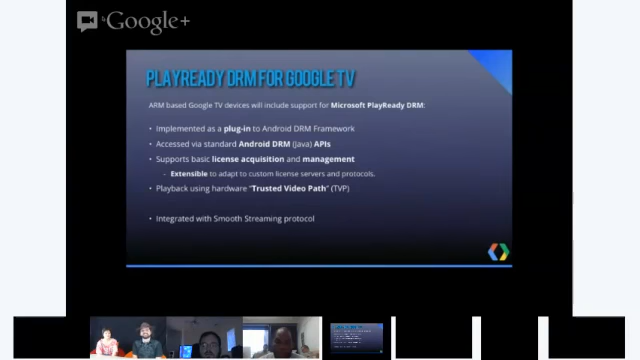 Google+
PLAYREADY DRM FOR GOOGLE TV
ARM based Google TV devices will include support for Microsoft PlayReady DRM:
• Implemented as a plug-in to Android DRM Framework
• Accessed via standard Android DRM (Java) APIs
• Supports basic license acquisition and management
- Extensible to adapt to custom license servers and protocols.
• Playback using hardware "Trusted Video Path" (TVP)
• Integrated with Smooth Streaming protocol